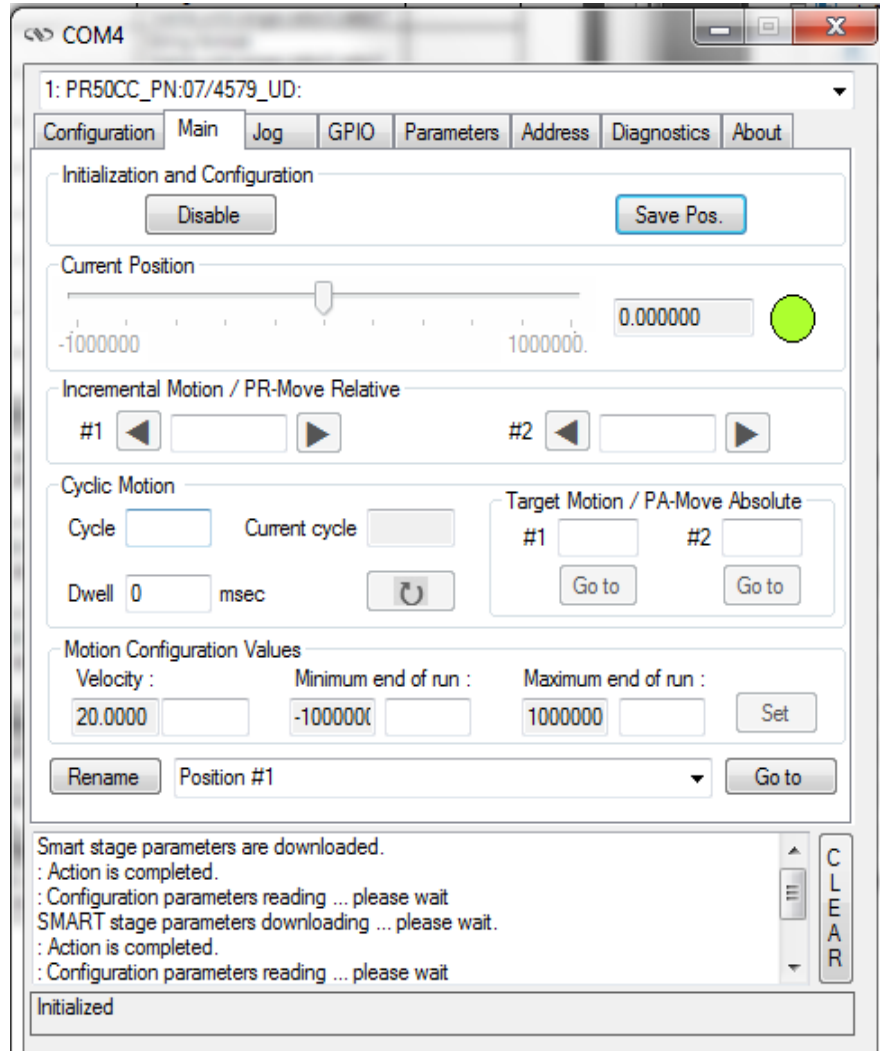 COM4
1: PR50CC_PN:07/4579_UD:
Configuration Main Jog GPIO Parameters Address Diagnostics About
Initialization and Configuration
Disable Save Pos.
Current Position
0.000000
-1000000 1000000.
Incremental Motion / PR-Move Relative
#1 #2
Cyclic Motion
Target Motion / PA-Move Absolute
Cycle Current cycle #1 #2
Dwell 0 msec Go to Go to
Motion Configuration Values
Velocity : Minimum end of run : Maximum end of run :
20.0000 -1000000 1000000 Set
Rename Position #1 Go to
Smart stage parameters are downloaded.
: Action is completed.
: Configuration parameters reading ... please wait
SMART stage parameters downloading ... please wait.
: Action is completed.
: Configuration parameters reading ... please wait
CLEAR
Initialized